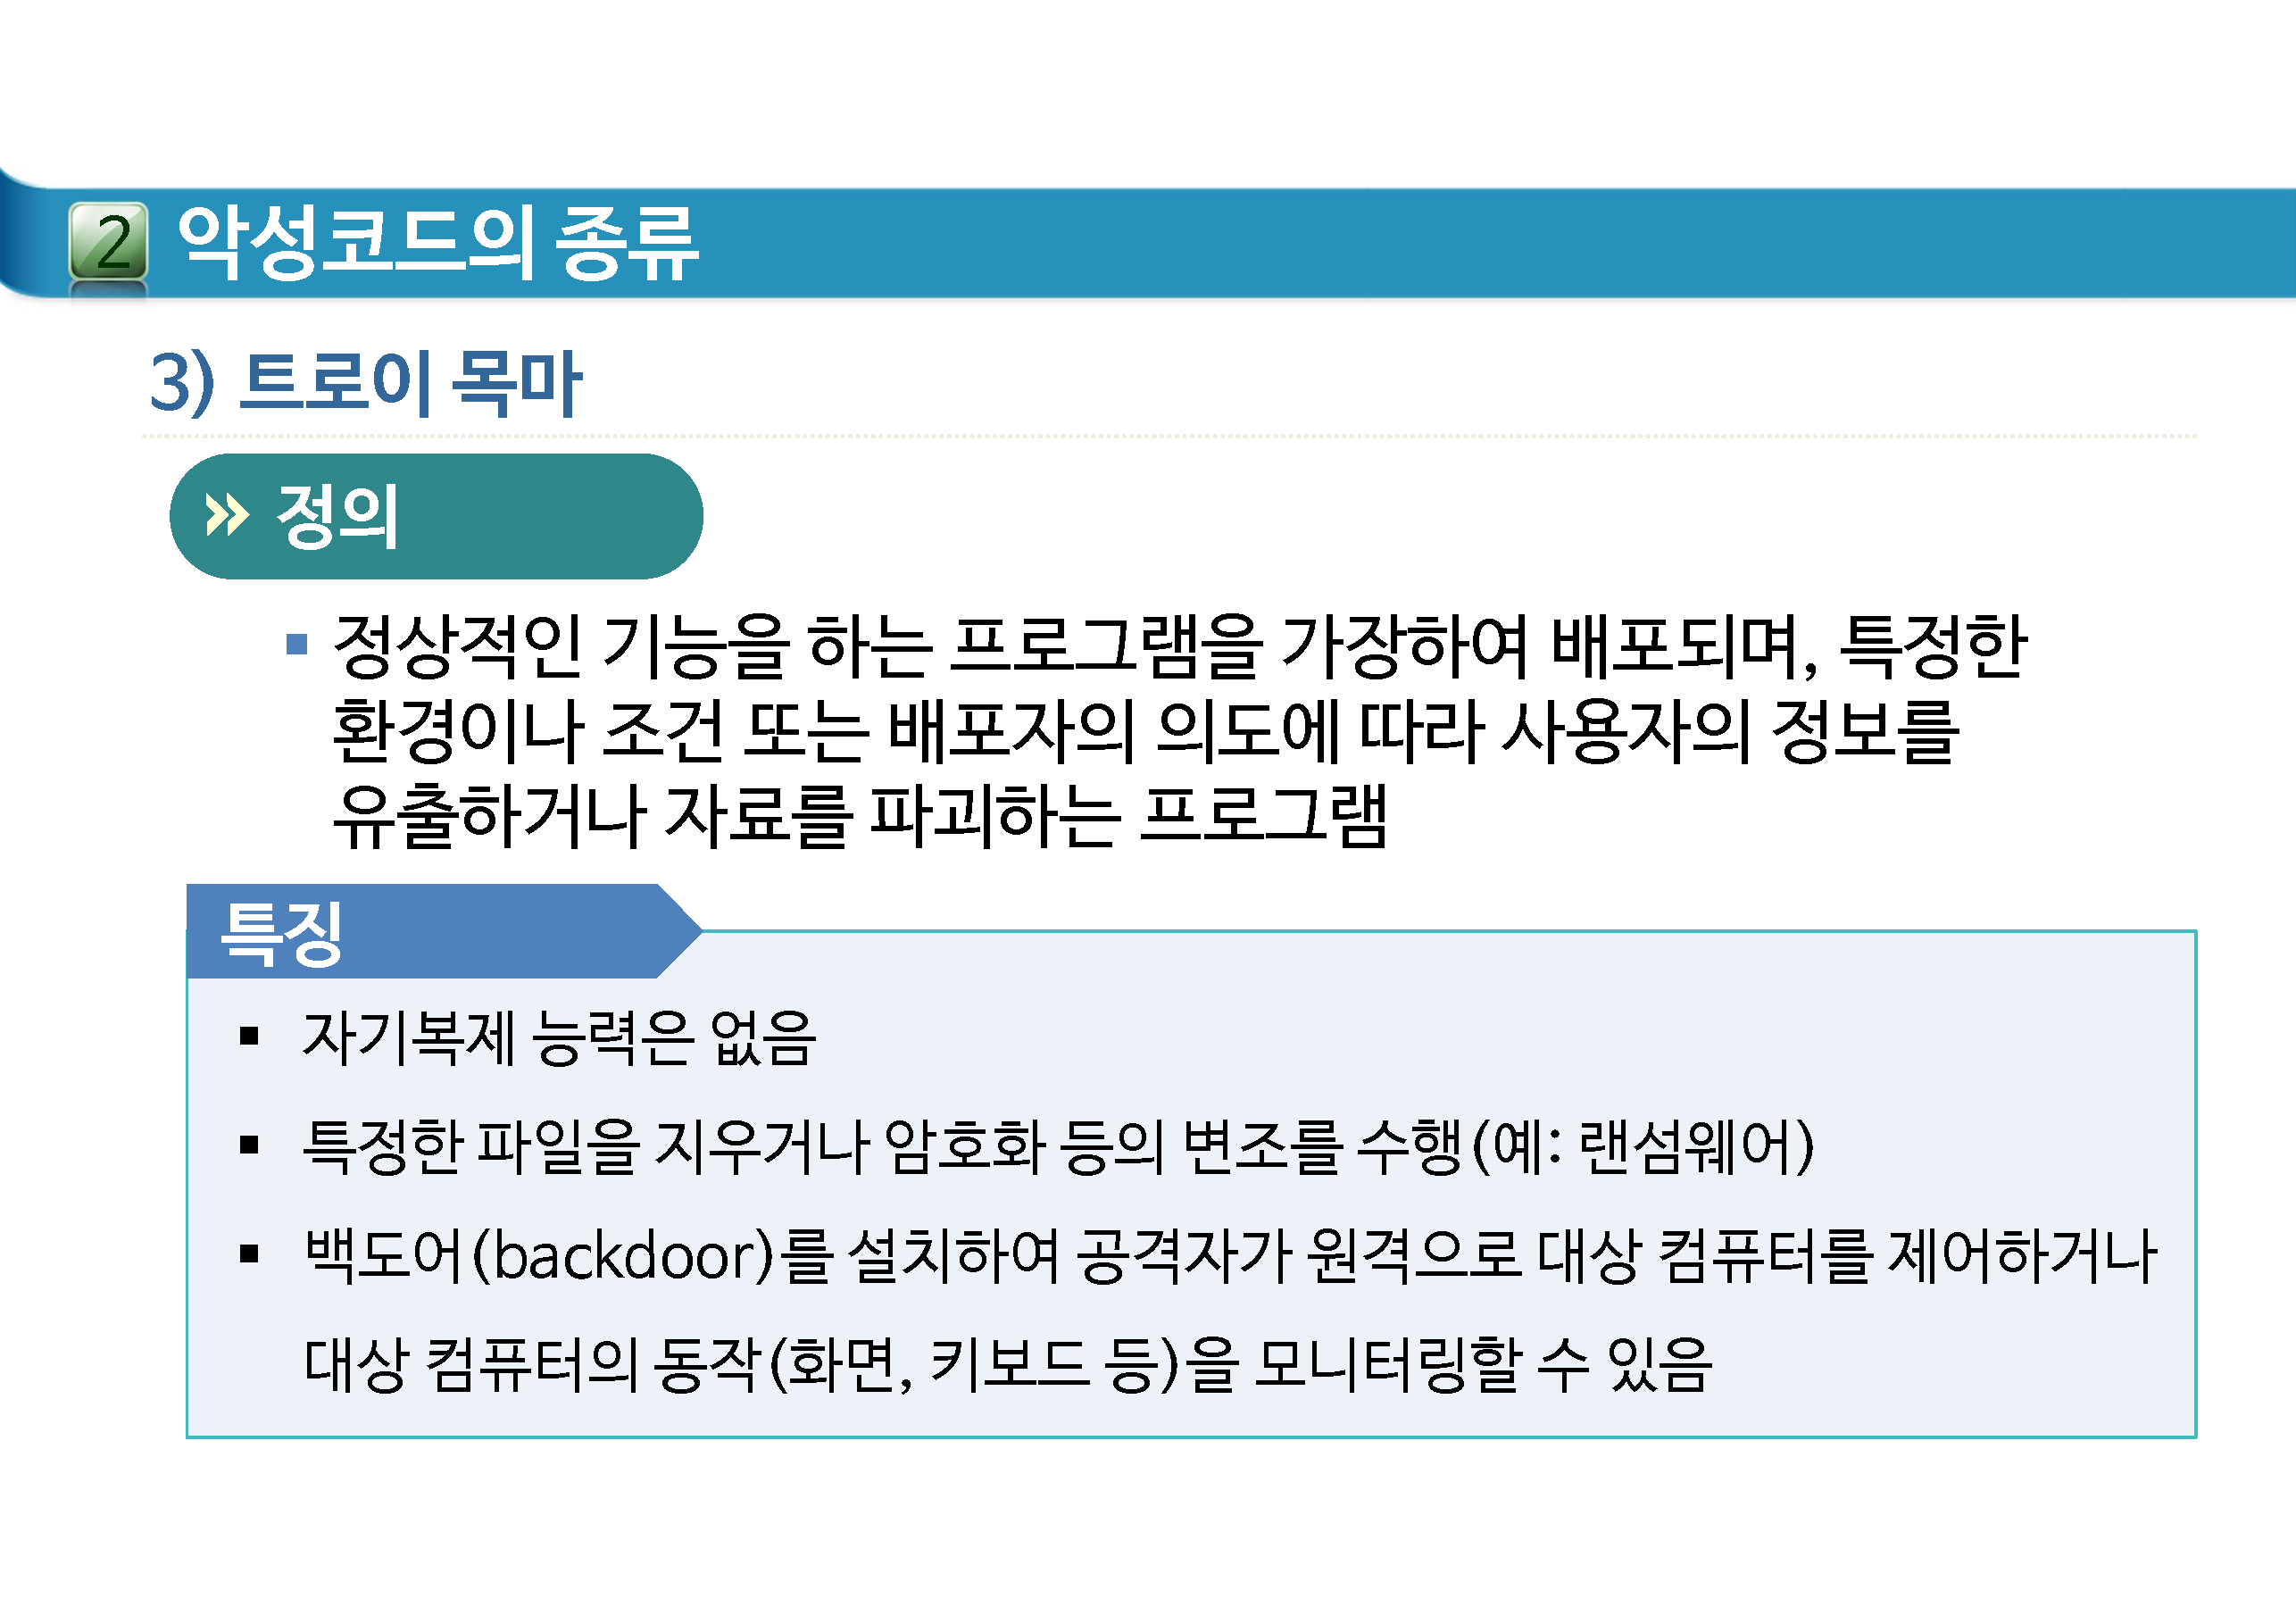 2 악성코드의 종류
3) 트로이 목마
» 정의
▪ 정상적인 기능을 하는 프로그램을 가장하여 배포되며, 특정한
환경이나 조건 또는 배포자의 의도에 따라 사용자의 정보를
유출하거나 자료를 파괴하는 프로그램
특징
▪ 자기복제 능력은 없음
▪ 특정한 파일을 지우거나 암호화 등의 변조를 수행(예: 랜섬웨어)
▪ 백도어(backdoor)를 설치하여 공격자가 원격으로 대상 컴퓨터를 제어하거나
대상 컴퓨터의 동작(화면, 키보드 등)을 모니터링할 수 있음